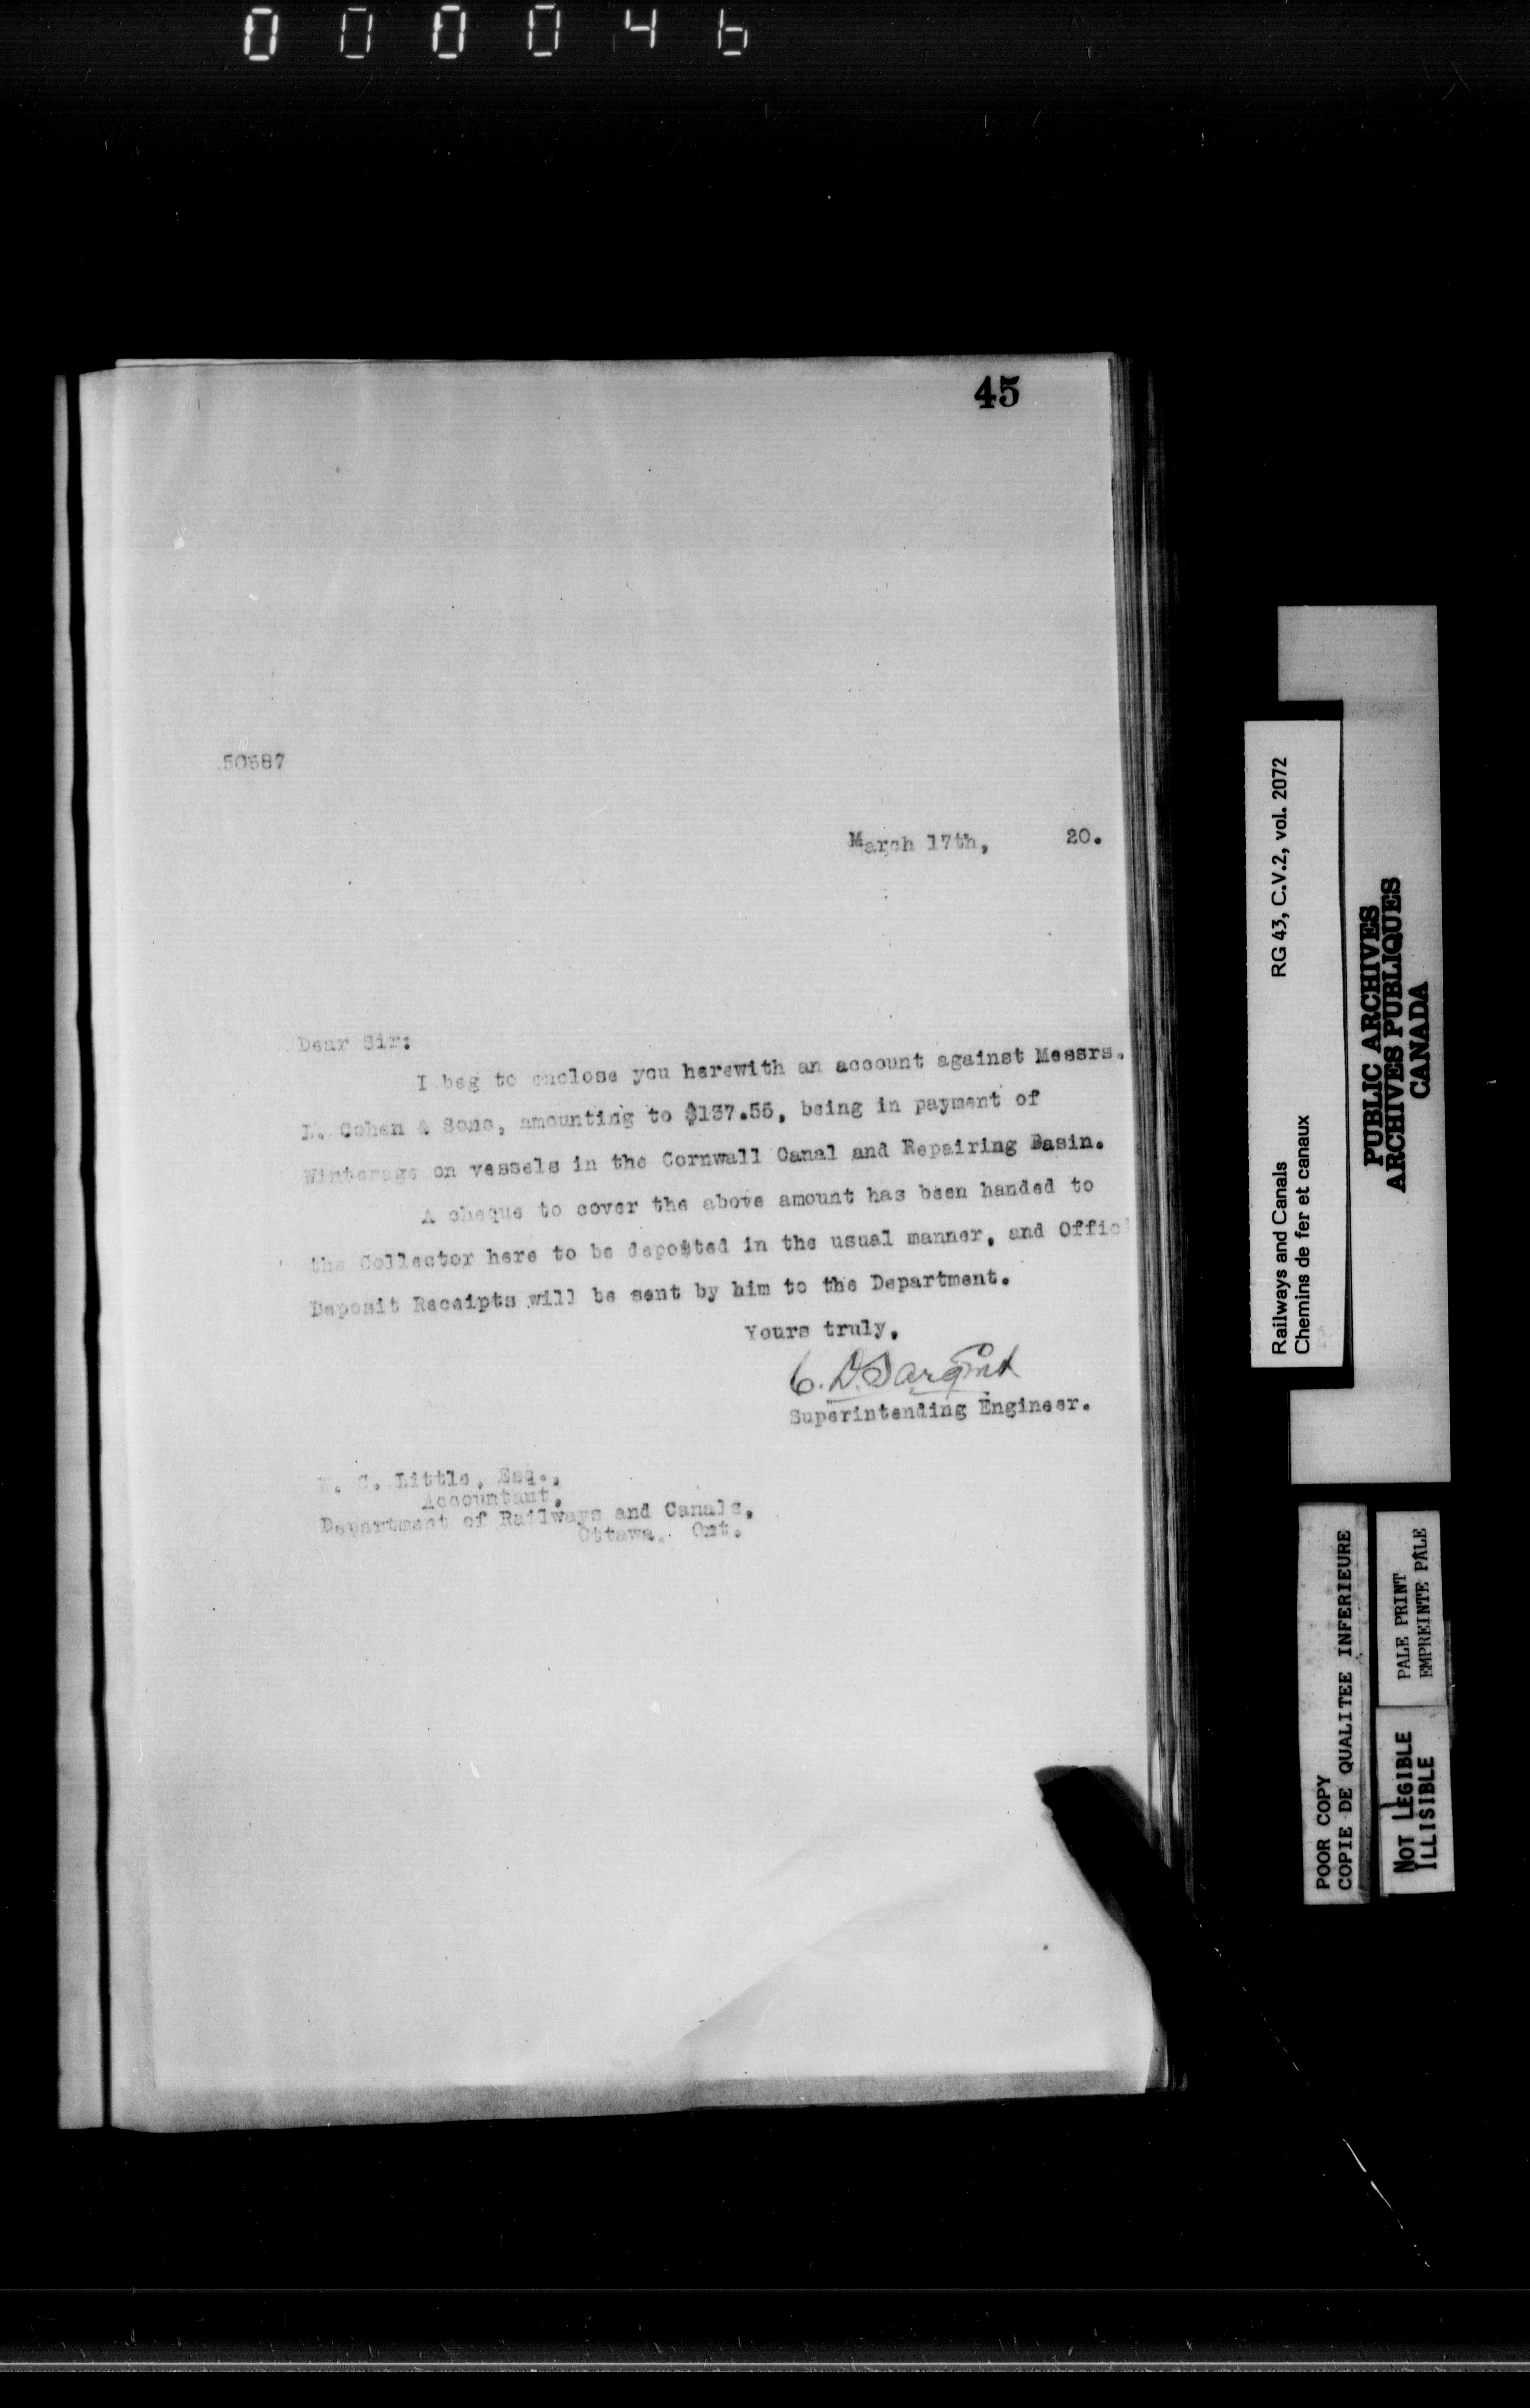 000046
45
50387
March 17th, 20.
Dear Sir:
I beg to enclose you herewith an account against Messrs.
L. Cohen & Sons, amounting to $137.55, being in payment of
Winterage on vessels in the Cornwall Canal and Repairing Basin.
A cheque to cover the above amount has been handed to
the Collector here to be deposited in the usual manner, and Offici
Deposit Receipts will be sent by him to the Department.
Yours truly,
C. D. Sargent
Superintending Engineer.
C. Little, Esq.,
Accountant,
Department of Railways and Canals,
Ottawa. Ont.
Railways and Canals RG 43, C.V.2, vol. 2072
Chemins de fer et canaux
PUBLIC ARCHIVES
ARCHIVES PUBLIQUES
CANADA
POOR COPY
COPIE DE QUALITEE INFERIEURE
PALE PRINT
EMPREINTE PALE
NOT LEGIBLE
ILLISIBLE